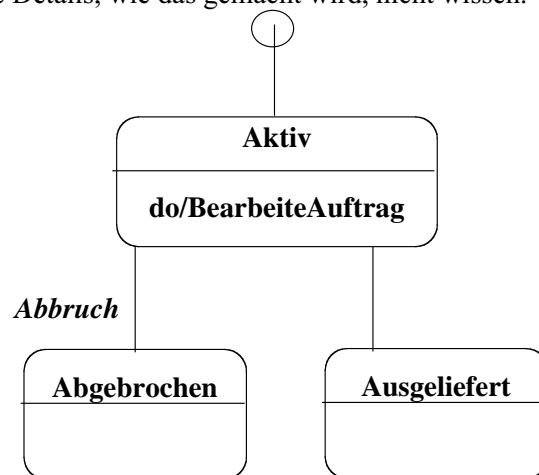 Details, wie das gemacht wird, nicht wissen.
Aktiv
do/BearbeiteAuftrag
Abbruch
Abgebrochen
Ausgeliefert